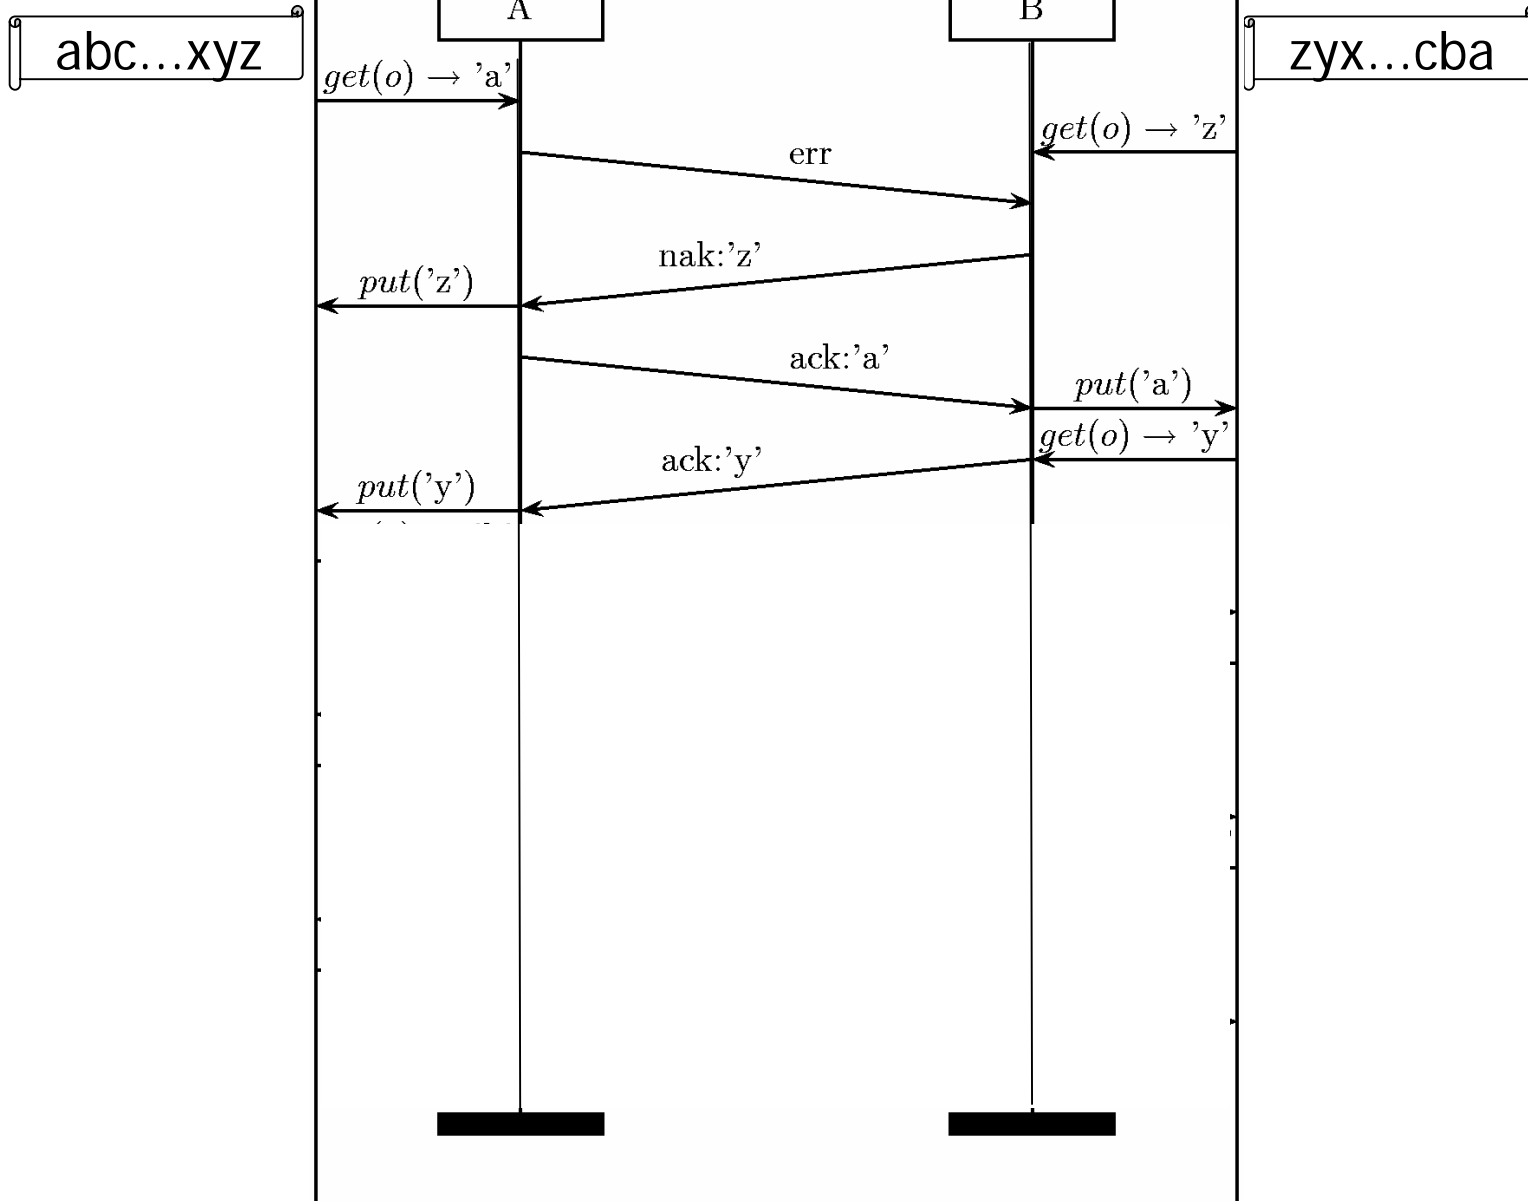 A
B
abc...xyz
zyx...cba
get(o) → 'a'
get(o) → 'z'
err
nak:'z'
put('z')
ack:'a'
put('a')
get(o) → 'y'
ack:'y'
put('y')